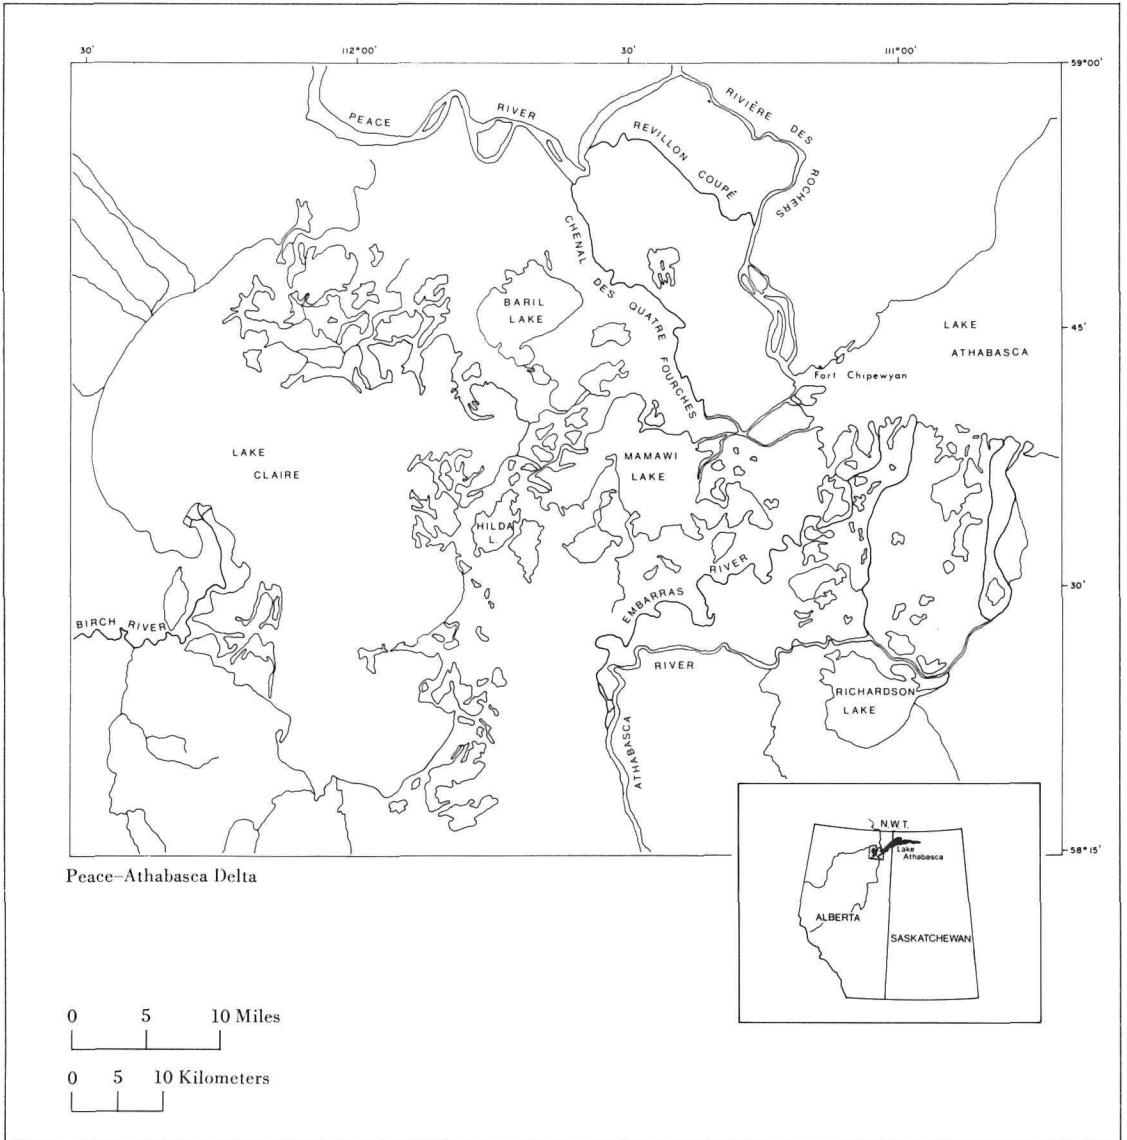 30'
112°00'
30'
111°00'
59°00'
PEACE
RIVER
RIVIÈRE DES
ROCHERS
REVILLON COUPÉ
CHENAL
DES QUATRE
FOURCHES
BARIL
LAKE
45'
LAKE
ATHABASCA
Fort Chipewyan
LAKE
CLAIRE
MAMAWI
LAKE
HILDA
L.
EMBARRAS
RIVER
30'
BIRCH RIVER
RIVER
ATHABASCA
RICHARDSON
LAKE
58°15'
N.W.T.
Lake
Athabasca
ALBERTA
SASKATCHEWAN
Peace–Athabasca Delta
0 5 10 Miles
0 5 10 Kilometers